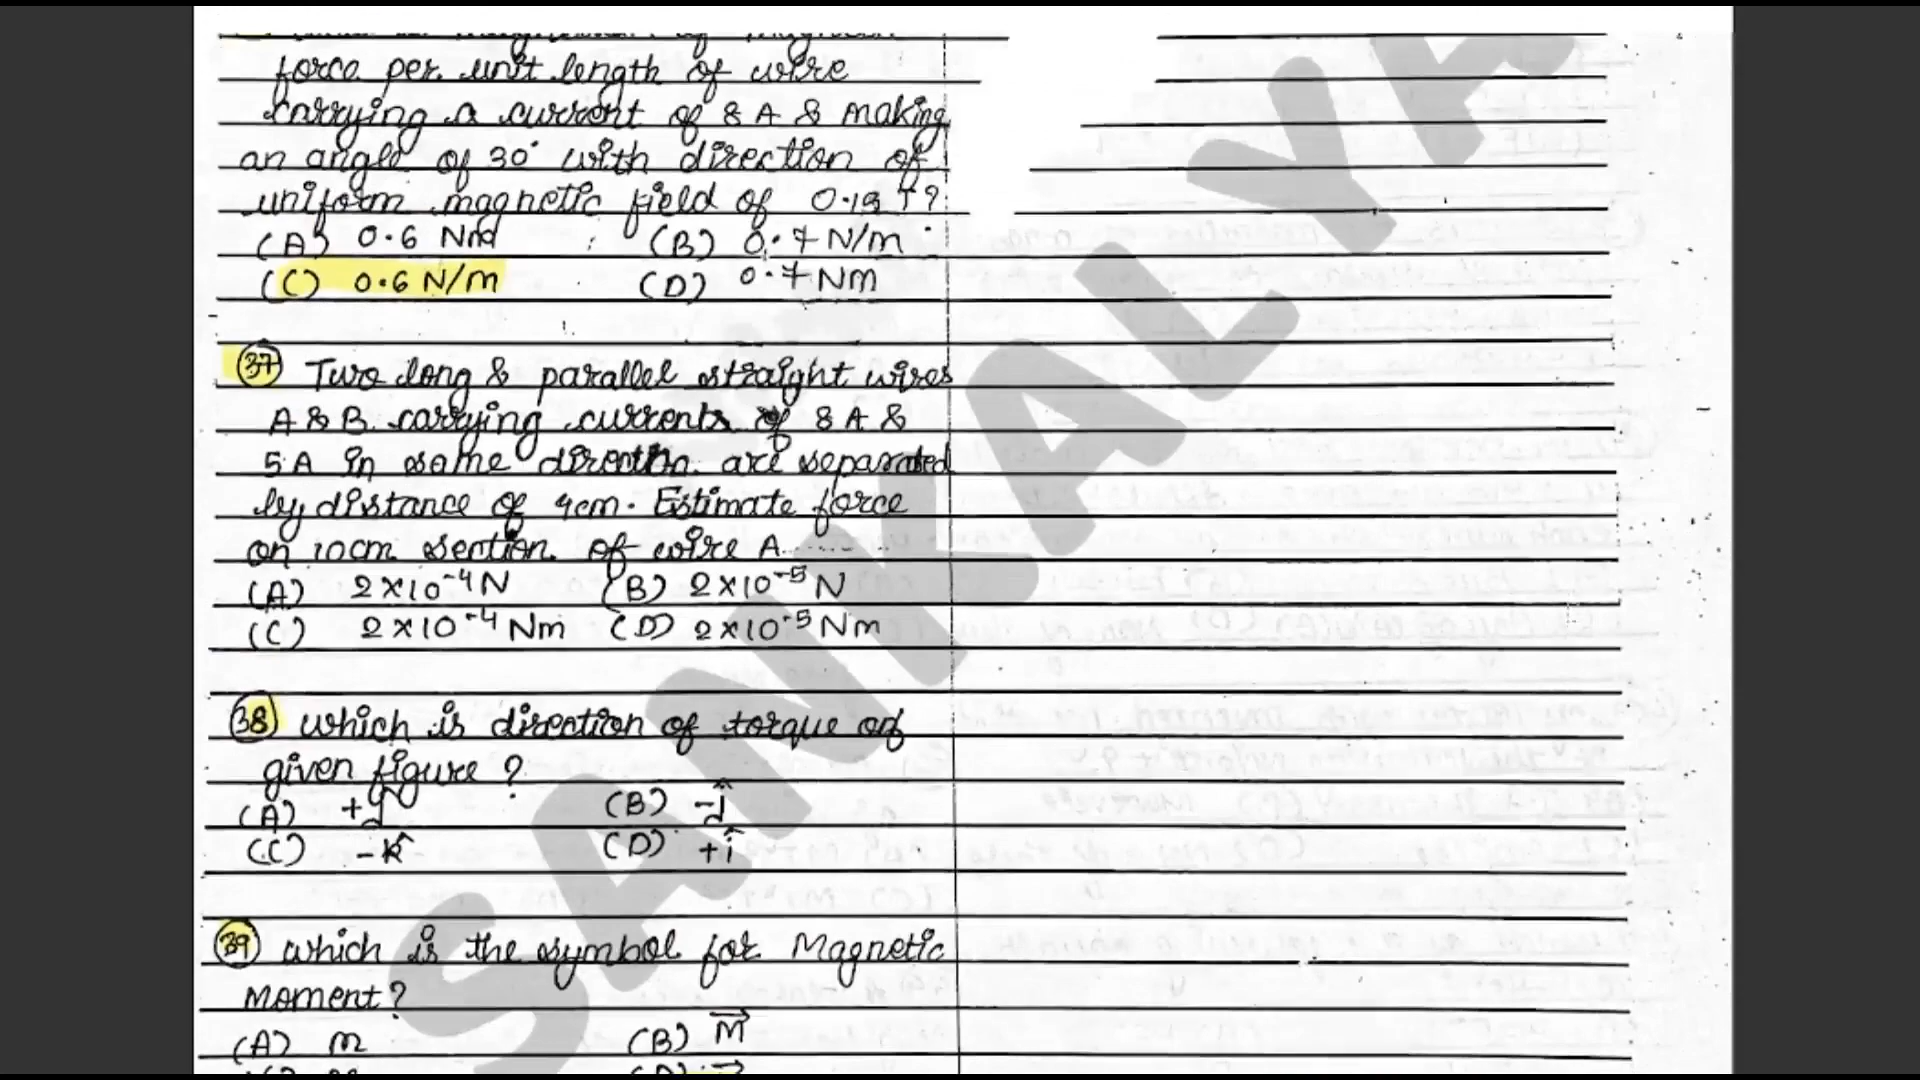 force per unit length of wire
carrying a current of 8 A & making
an angle of 30° with direction of
uniform magnetic field of 0.15 T?
(A) 0.6 Nm (B) 0.7 N/m
(C) 0.6 N/m (D) 0.7 Nm
(37) Two long & parallel straight wires
A & B carrying currents of 8 A &
5 A in same direction are separated
by distance of 4cm. Estimate force
on 10cm section of wire A.......
(A) 2×10⁻⁴N (B) 2×10⁻⁵N
(C) 2×10⁻⁴ Nm (D) 2×10⁻⁵ Nm
(38) which is direction of torque of
given figure?
(A) +ĵ (B) -ĵ
(C) -k̂ (D) +î
(39) which is the symbol for Magnetic
Moment?
(A) m (B) M⃗
SANKALYA